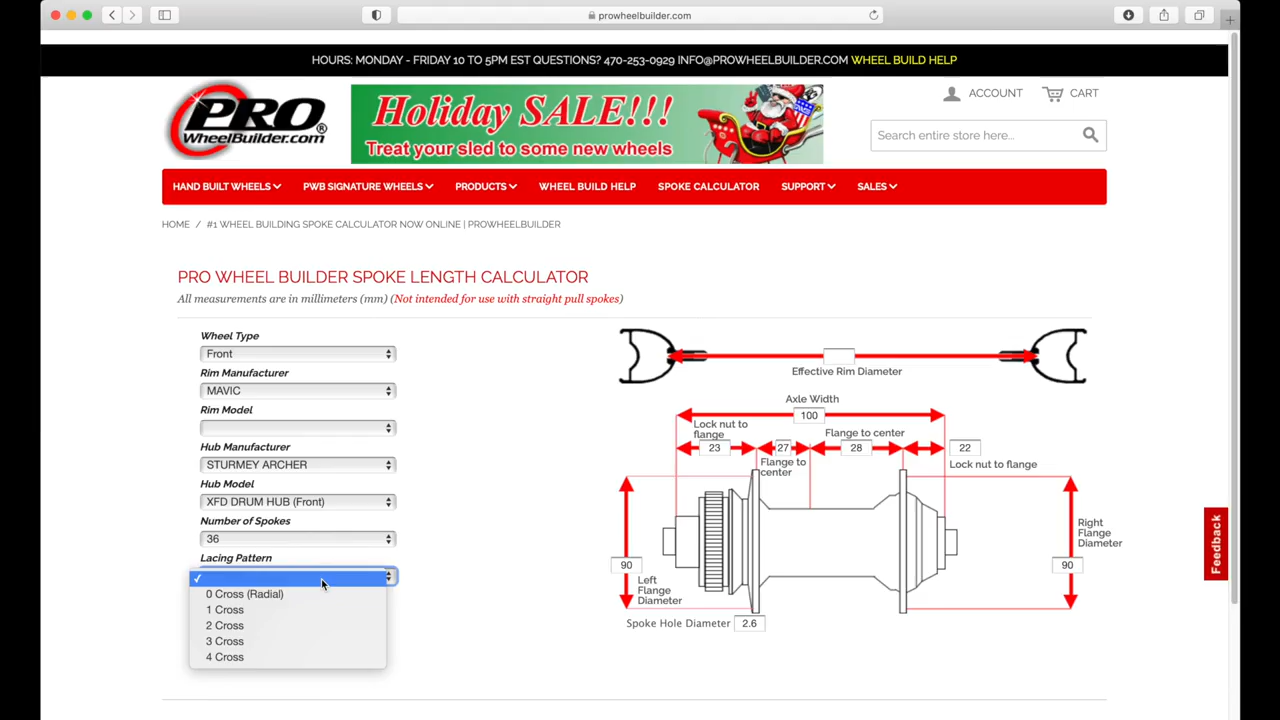 prowheelbuilder.com
HOURS: MONDAY - FRIDAY 10 TO 5PM EST QUESTIONS? 470-253-0929 INFO@PROWHEELBUILDER.COM WHEEL BUILD HELP
PRO
WheelBuilder.com®
Holiday SALE!!!
Treat your sled to some new wheels
ACCOUNT
CART
Search entire store here...
HAND BUILT WHEELS
PWB SIGNATURE WHEELS
PRODUCTS
WHEEL BUILD HELP
SPOKE CALCULATOR
SUPPORT
SALES
HOME / #1 WHEEL BUILDING SPOKE CALCULATOR NOW ONLINE | PROWHEELBUILDER
PRO WHEEL BUILDER SPOKE LENGTH CALCULATOR
All measurements are in millimeters (mm) (Not intended for use with straight pull spokes)
Wheel Type
Front
Rim Manufacturer
MAVIC
Rim Model
Hub Manufacturer
STURMEY ARCHER
Hub Model
XFD DRUM HUB (Front)
Number of Spokes
36
Lacing Pattern
✓
0 Cross (Radial)
1 Cross
2 Cross
3 Cross
4 Cross
Effective Rim Diameter
Axle Width
100
Lock nut to
flange
23
27
Flange to
center
Flange to center
28
22
Lock nut to flange
90
Left
Flange
Diameter
Right
Flange
Diameter
90
Spoke Hole Diameter 2.6
Feedback